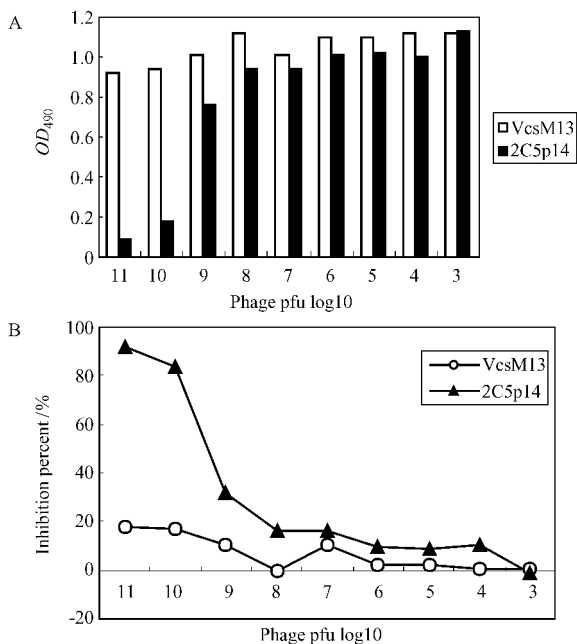 A
1.2
1.0
0.8
0.6
0.4
0.2
0
OD490
11 10 9 8 7 6 5 4 3
Phage pfu log10
VcsM13
2C5p14
B
100
80
60
40
20
0
-20
Inhibition percent /%
11 10 9 8 7 6 5 4 3
Phage pfu log10
VcsM13
2C5p14